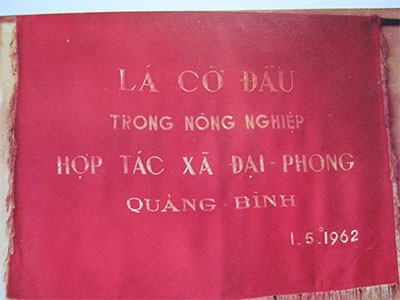 LÁ CỜ ĐẦU
TRONG NÔNG NGHIỆP
HỢP TÁC XÃ ĐẠI-PHONG
QUẢNG BÌNH
1.5.1962